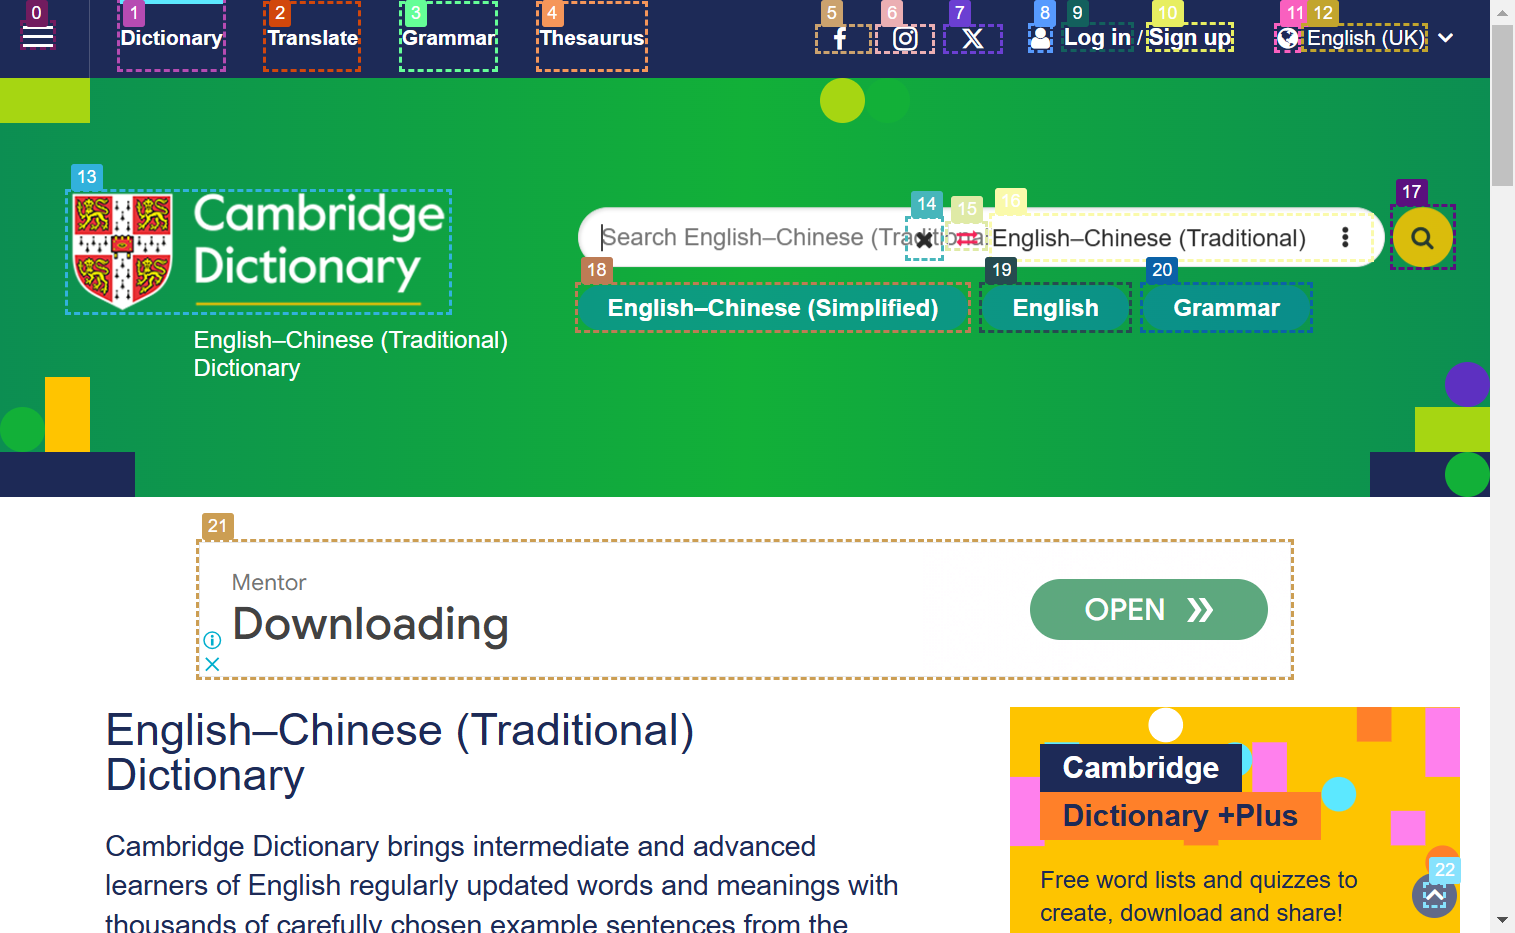 0 1 2 3 4 5 6 7 8 9 10 11 12
Dictionary Translate Grammar Thesaurus Log in / Sign up English (UK)
13
14 15 16 17
Cambridge
Dictionary
English–Chinese (Traditional)
Dictionary
Search English–Chinese (Traditional English–Chinese (Traditional)
18 19 20
English–Chinese (Simplified) English Grammar
21
Mentor
Downloading
OPEN
English–Chinese (Traditional)
Dictionary
Cambridge Dictionary brings intermediate and advanced
learners of English regularly updated words and meanings with
thousands of carefully chosen example sentences from the
Cambridge
Dictionary +Plus
22
Free word lists and quizzes to
create, download and share!